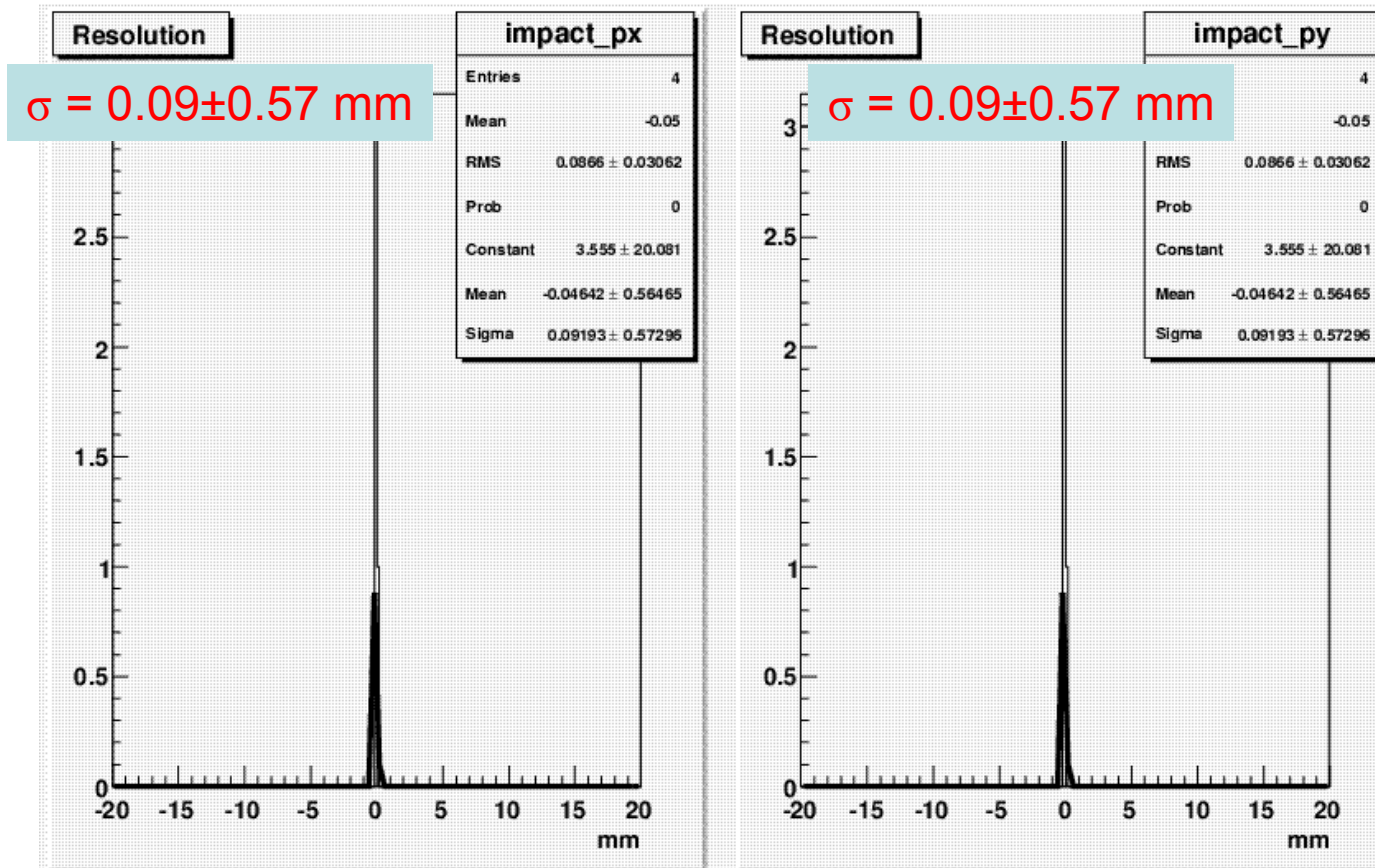 Resolution
impact_px
Entries 4
Mean -0.05
RMS 0.0866 ± 0.03062
Prob 0
Constant 3.555 ± 20.081
Mean -0.04642 ± 0.56465
Sigma 0.09193 ± 0.57296
σ = 0.09±0.57 mm
2.5
2
1.5
1
0.5
0
-20 -15 -10 -5 0 5 10 15 20
mm
Resolution
impact_py
4
-0.05
RMS 0.0866 ± 0.03062
Prob 0
Constant 3.555 ± 20.081
Mean -0.04642 ± 0.56465
Sigma 0.09193 ± 0.57296
σ = 0.09±0.57 mm
3
2.5
2
1.5
1
0.5
0
-20 -15 -10 -5 0 5 10 15 20
mm